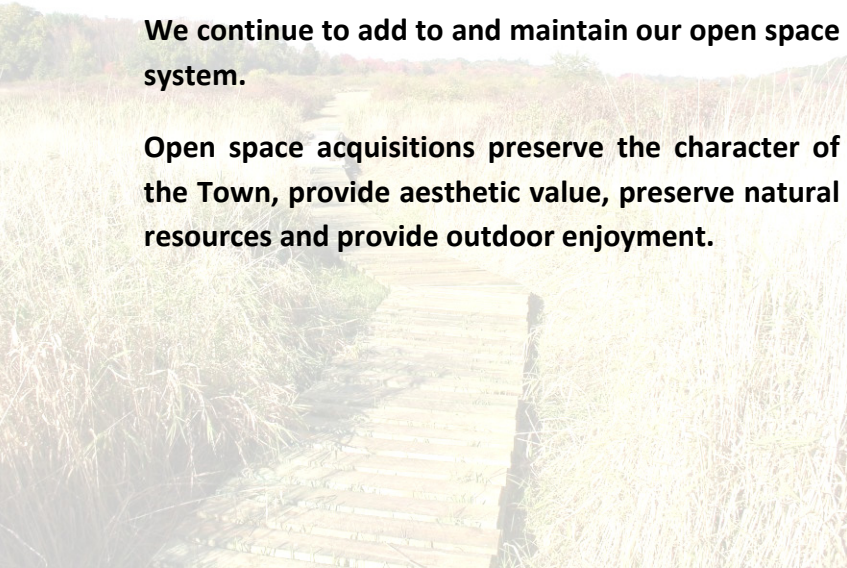 We continue to add to and maintain our open space
system.
Open space acquisitions preserve the character of
the Town, provide aesthetic value, preserve natural
resources and provide outdoor enjoyment.